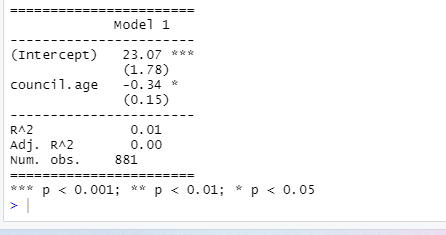 =======================
Model 1
-----------------------
(Intercept) 23.07 ***
(1.78)
council.age -0.34 *
(0.15)
-----------------------
R^2 0.01
Adj. R^2 0.00
Num. obs. 881
=======================
*** p < 0.001; ** p < 0.01; * p < 0.05
>